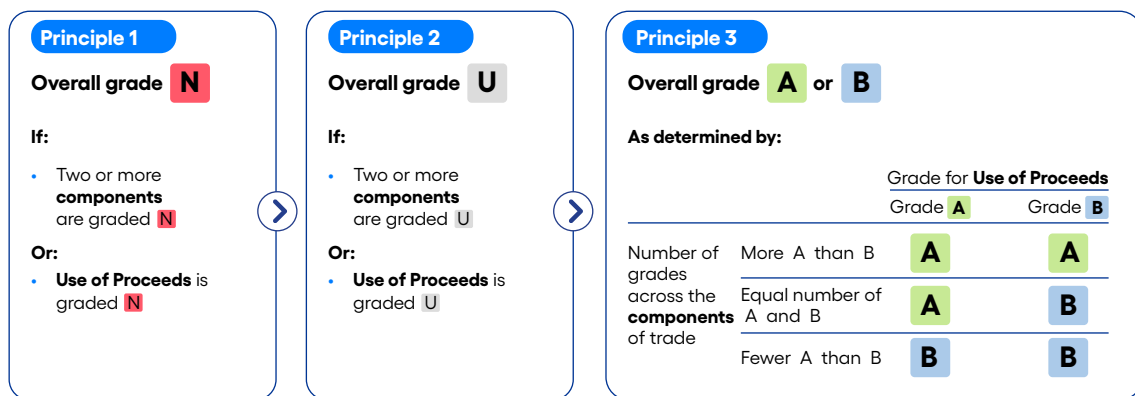 Principle 1
Overall grade N
If:
• Two or more
components
are graded N
Or:
• Use of Proceeds is
graded N
Principle 2
Overall grade U
If:
• Two or more
components
are graded U
Or:
• Use of Proceeds is
graded U
Principle 3
Overall grade A or B
As determined by:
Grade for Use of Proceeds
Grade A Grade B
Number of
grades
across the
components
of trade
More A than B A A
Equal number of
A and B A B
Fewer A than B B B